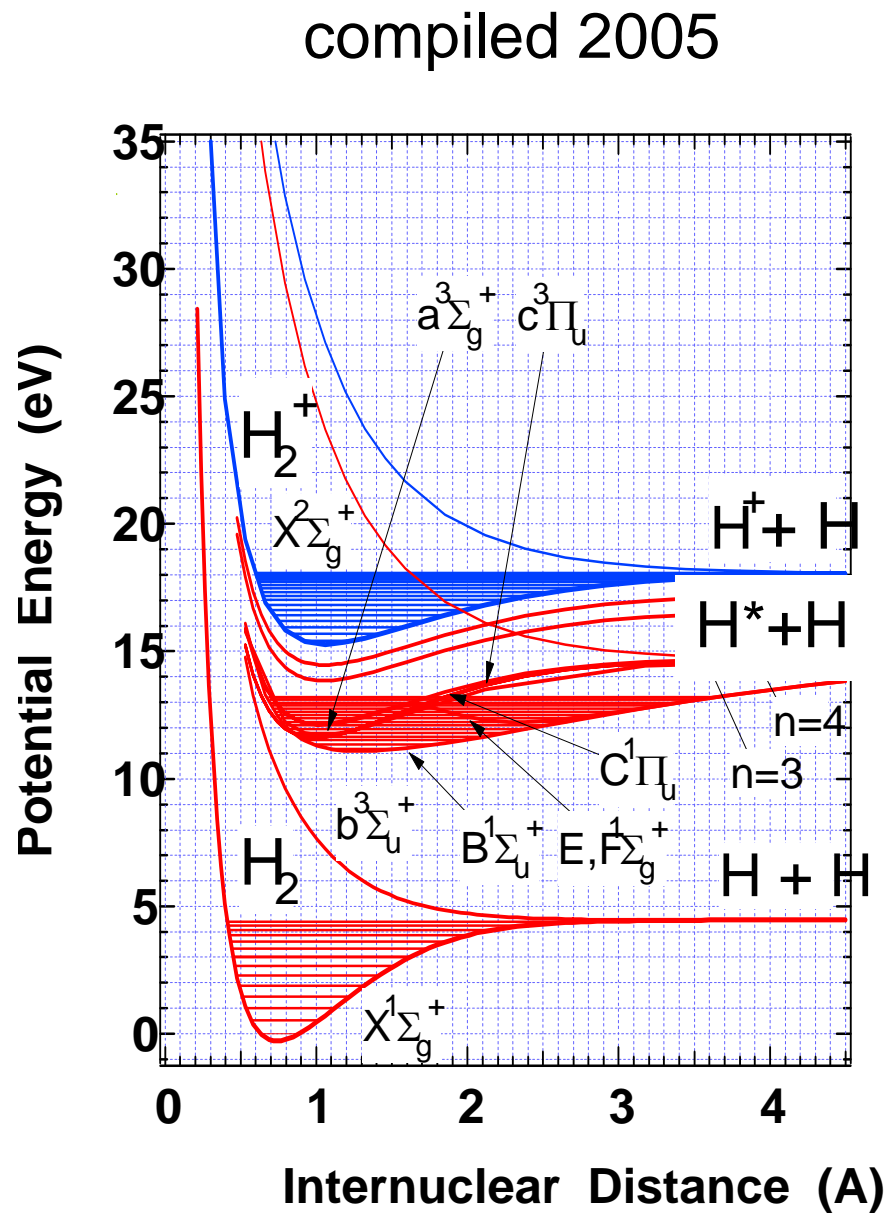 compiled 2005
Potential Energy (eV)
35
30
25
20
15
10
5
0
a³Σg⁺
c³Πu
H₂⁺
X²Σg⁺
H⁺ + H
H*+H
n=4
n=3
C¹Πu
b³Σu⁺
B¹Σu⁺
E,F¹Σg⁺
H₂
H + H
X¹Σg⁺
0 1 2 3 4
Internuclear Distance (A)